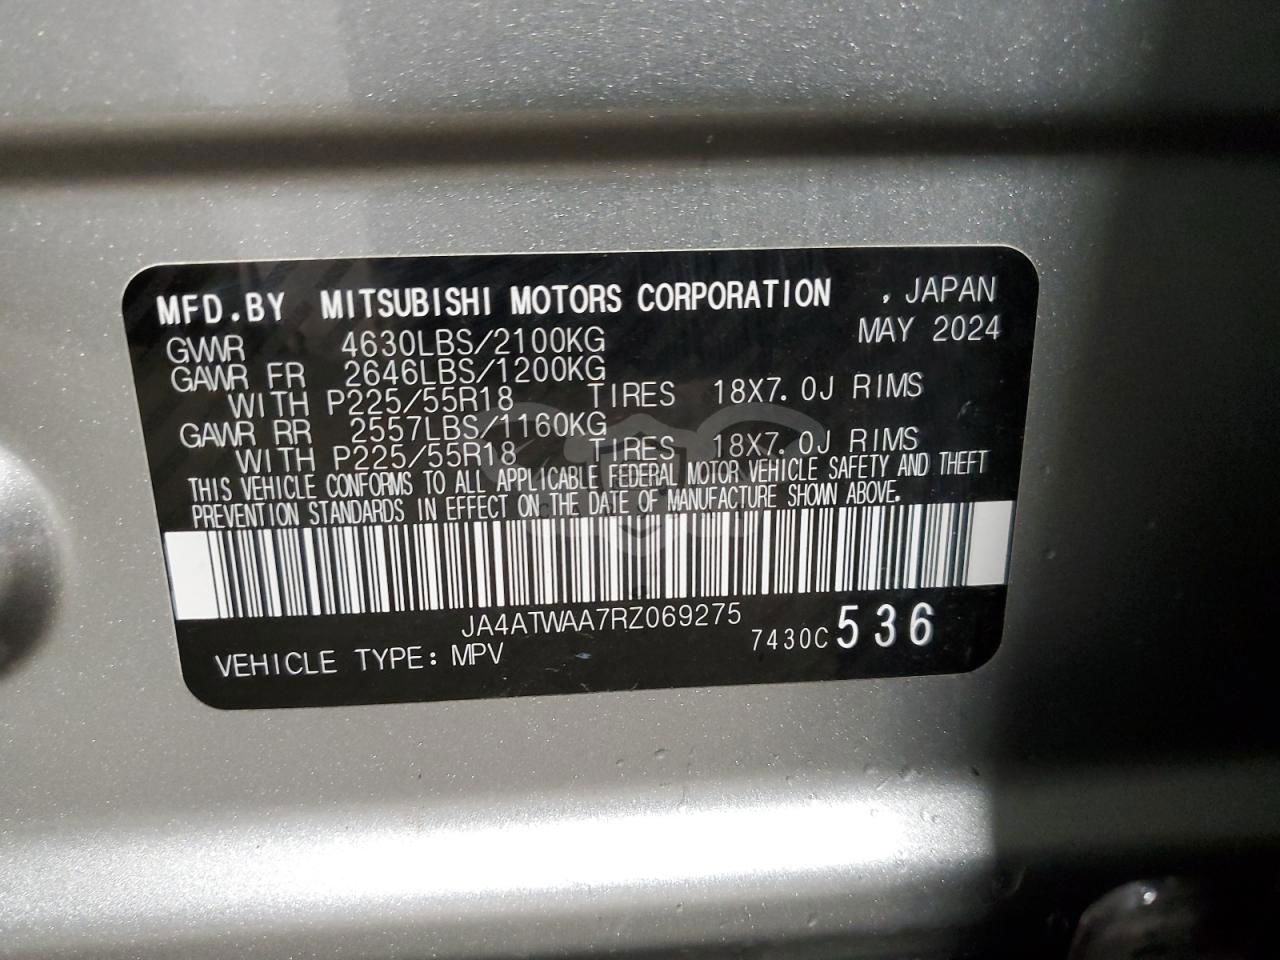 MFD.BY MITSUBISHI MOTORS CORPORATION , JAPAN
MAY 2024
GVWR 4630LBS/2100KG
GAWR FR 2646LBS/1200KG
WITH P225/55R18 TIRES 18X7.0J RIMS
GAWR RR 2557LBS/1160KG
WITH P225/55R18 TIRES 18X7.0J RIMS
THIS VEHICLE CONFORMS TO ALL APPLICABLE FEDERAL MOTOR VEHICLE SAFETY AND THEFT
PREVENTION STANDARDS IN EFFECT ON THE DATE OF MANUFACTURE SHOWN ABOVE.
JA4ATWAA7RZ069275
7430C 536
VEHICLE TYPE: MPV